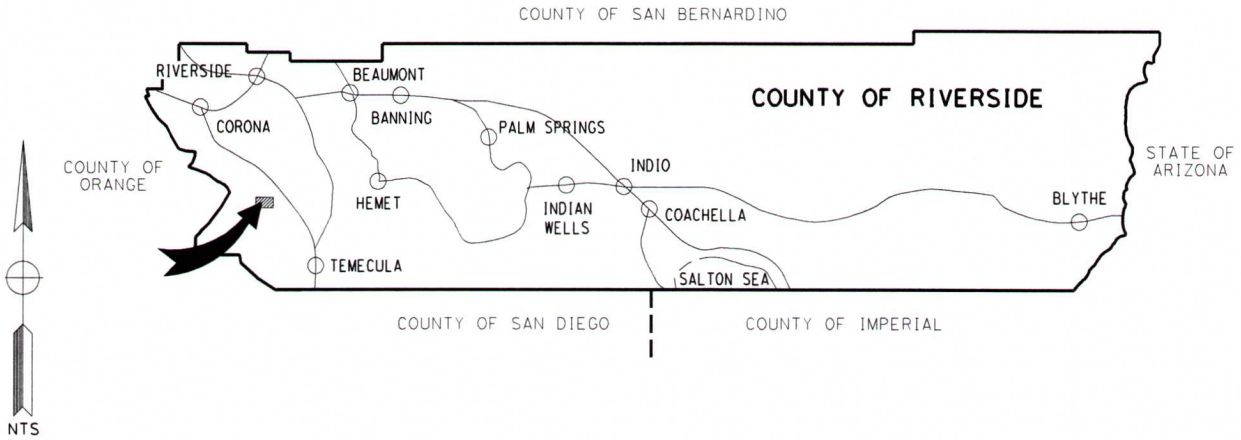 COUNTY OF SAN BERNARDINO
RIVERSIDE
BEAUMONT
COUNTY OF RIVERSIDE
BANNING
CORONA
PALM SPRINGS
COUNTY OF
ORANGE
STATE OF
ARIZONA
INDIO
HEMET
INDIAN
WELLS
COACHELLA
BLYTHE
TEMECULA
SALTON SEA
COUNTY OF SAN DIEGO
COUNTY OF IMPERIAL
NTS